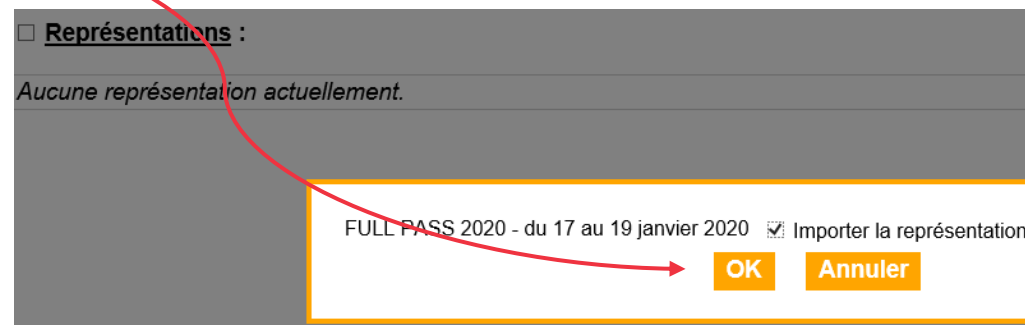 □ Représentations :
Aucune représentation actuellement.
FULL PASS 2020 - du 17 au 19 janvier 2020 ☑ Importer la représentation
OK Annuler